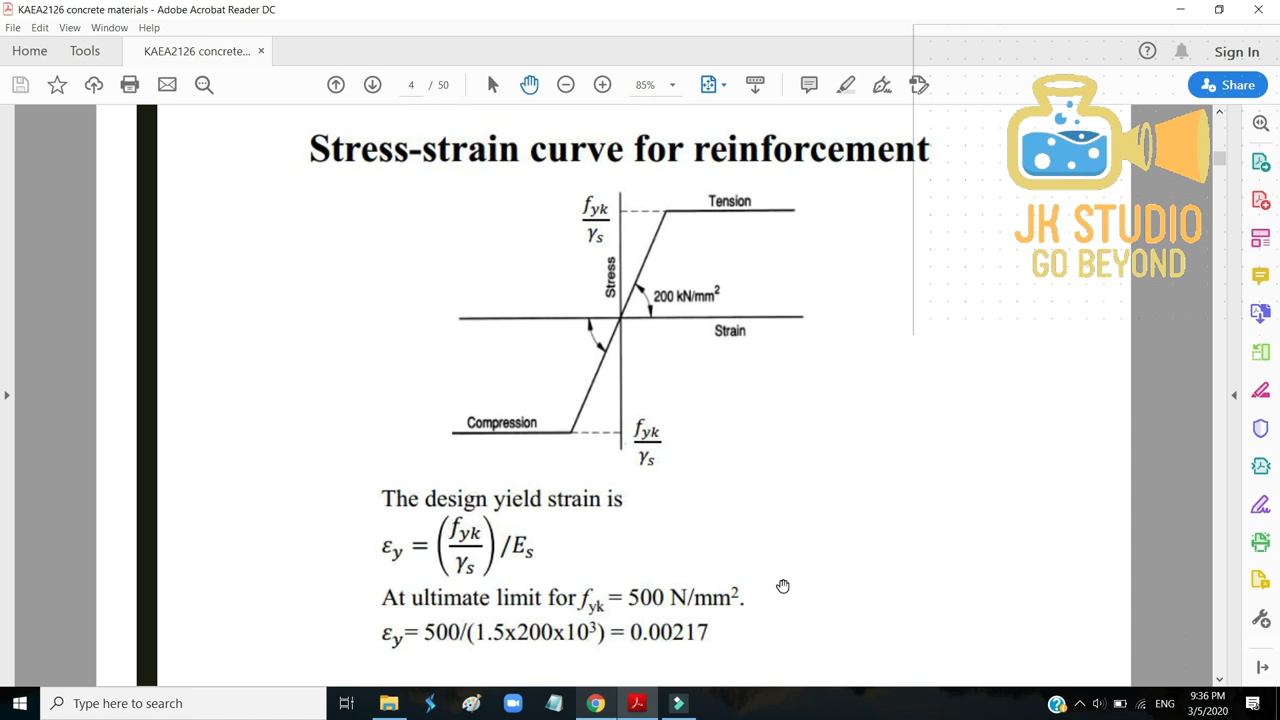 KAEA2126 concrete materials - Adobe Acrobat Reader DC
File Edit View Window Help
Home Tools KAEA2126 concrete... × Sign In
4 / 50 85% Share
Stress-strain curve for reinforcement
JK STUDIO
GO BEYOND
fyk/γs
Tension
Stress
200 kN/mm²
Strain
Compression
fyk/γs
The design yield strain is
εy = (fyk/γs) /Es
At ultimate limit for fyk = 500 N/mm².
εy= 500/(1.5x200x10³) = 0.00217
Type here to search
ENG
9:36 PM
3/5/2020